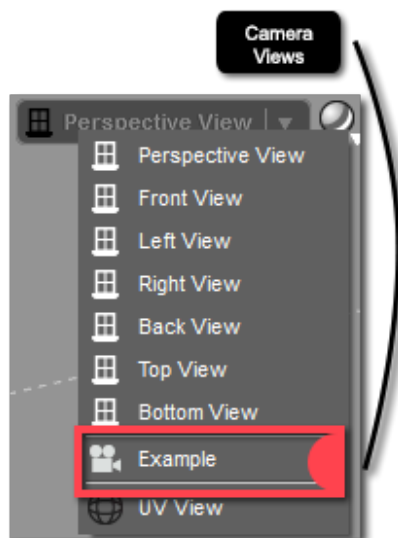 Camera
Views
Perspective View
Perspective View
Front View
Left View
Right View
Back View
Top View
Bottom View
Example
UV View